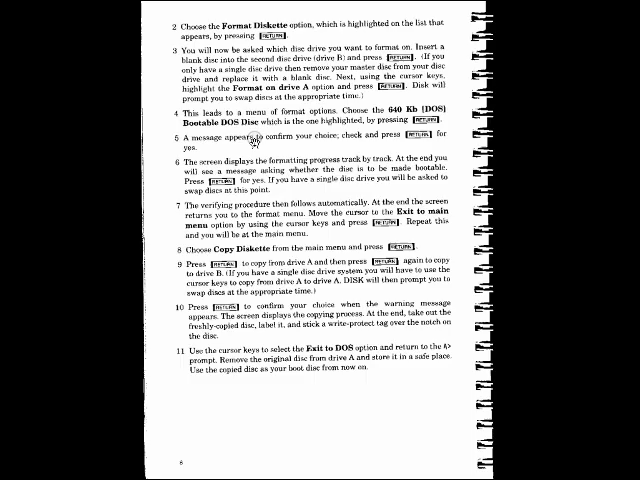 2 Choose the Format Diskette option, which is highlighted on the list that
appears, by pressing [RETURN].
3 You will now be asked which disc drive you want to format on. Insert a
blank disc into the second disc drive (drive B) and press [RETURN]. (If you
only have a single disc drive then remove your master disc from your disc
drive and replace it with a blank disc. Next, using the cursor keys,
highlight the Format on drive A option and press [RETURN]. Disk will
prompt you to swap discs at the appropriate time.)
4 This leads to a menu of format options. Choose the 640 Kb [DOS]
Bootable DOS Disc which is the one highlighted, by pressing [RETURN].
5 A message appears to confirm your choice; check and press [RETURN] for
yes.
6 The screen displays the formatting progress track by track. At the end you
will see a message asking whether the disc is to be made bootable.
Press [RETURN] for yes. If you have a single disc drive you will be asked to
swap discs at this point.
7 The verifying procedure then follows automatically. At the end the screen
returns you to the format menu. Move the cursor to the Exit to main
menu option by using the cursor keys and press [RETURN]. Repeat this
and you will be at the main menu.
8 Choose Copy Diskette from the main menu and press [RETURN].
9 Press [RETURN] to copy from drive A and then press [RETURN] again to copy
to drive B. (If you have a single disc drive system you will have to use the
cursor keys to copy from drive A to drive A. DISK will then prompt you to
swap discs at the appropriate time.)
10 Press [RETURN] to confirm your choice when the warning message
appears. The screen displays the copying process. At the end, take out the
freshly-copied disc, label it, and stick a write-protect tag over the notch on
the disc.
11 Use the cursor keys to select the Exit to DOS option and return to the A>
prompt. Remove the original disc from drive A and store it in a safe place.
Use the copied disc as your boot disc from now on.